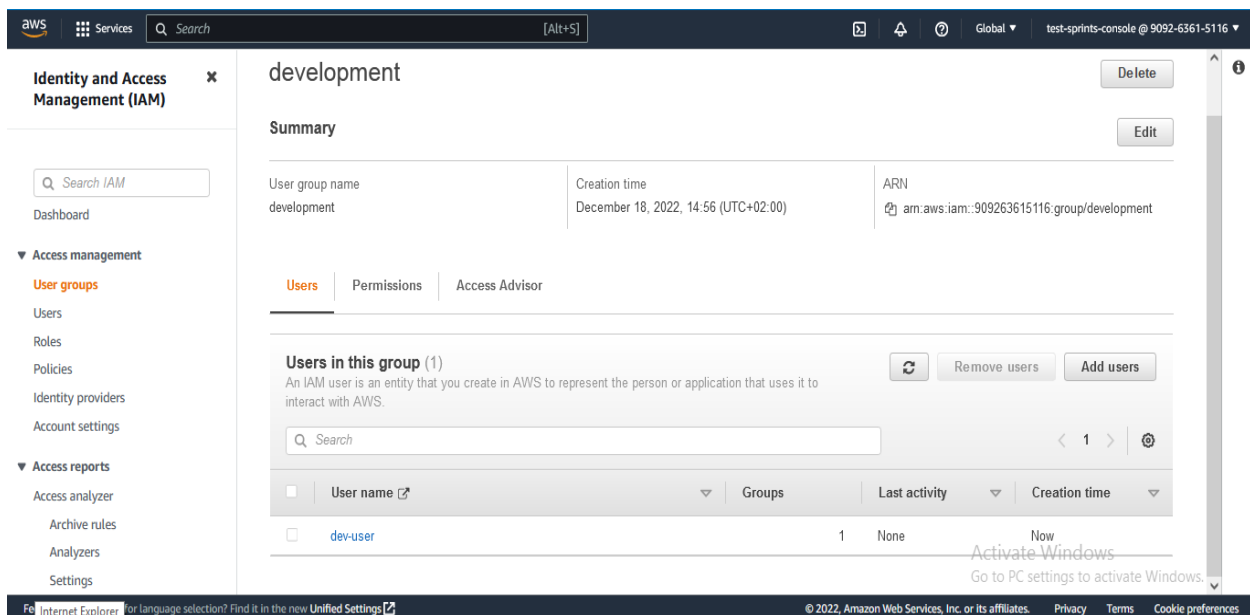 aws Services Search [Alt+S] Global ▼ test-sprints-console @ 9092-6361-5116 ▼
Identity and Access
Management (IAM)
Search IAM
Dashboard
Access management
User groups
Users
Roles
Policies
Identity providers
Account settings
Access reports
Access analyzer
Archive rules
Analyzers
Settings
development
Delete
Summary
Edit
User group name
development
Creation time
December 18, 2022, 14:56 (UTC+02:00)
ARN
arn:aws:iam::909263615116:group/development
Users Permissions Access Advisor
Users in this group (1)
An IAM user is an entity that you create in AWS to represent the person or application that uses it to
interact with AWS.
Remove users Add users
Search
1
User name Groups Last activity Creation time
dev-user 1 None Now
Activate Windows
Go to PC settings to activate Windows.
Fe Internet Explorer for language selection? Find it in the new Unified Settings © 2022, Amazon Web Services, Inc. or its affiliates. Privacy Terms Cookie preferences